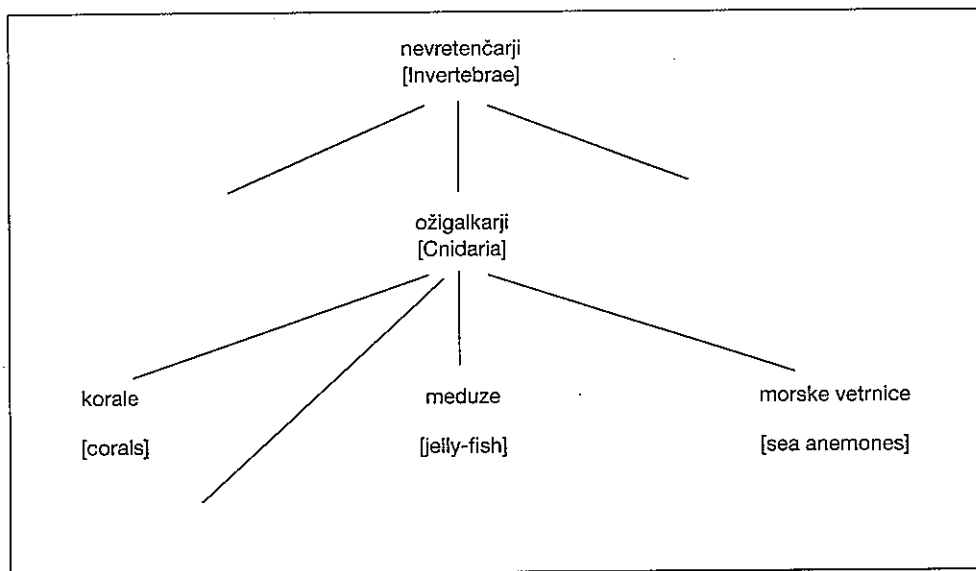 nevretenčarji
[Invertebrae]
ožigalkarji
[Cnidaria]
korale
meduze
morske vetrnice
[corals]
[jelly-fish]
[sea anemones]